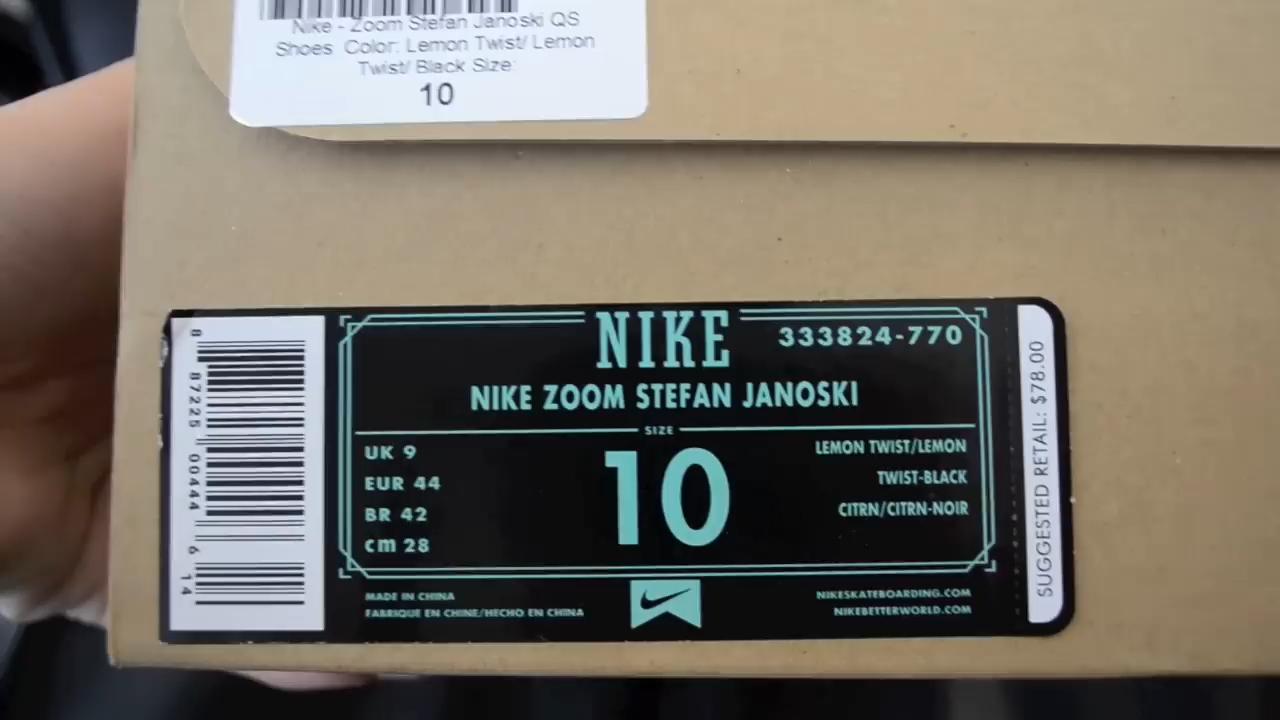 Nike - Zoom Stefan Janoski QS
Shoes Color: Lemon Twist/ Lemon
Twist/ Black Size:
10
NIKE
333824-770
NIKE ZOOM STEFAN JANOSKI
SIZE
UK 9
EUR 44
BR 42
cm 28
10
LEMON TWIST/LEMON
TWIST-BLACK
CITRN/CITRN-NOIR
MADE IN CHINA
FABRIQUE EN CHINE/HECHO EN CHINA
NIKESKATEBOARDING.COM
NIKEBETTERWORLD.COM
8 87225 00444 6 14
SUGGESTED RETAIL: $78.00